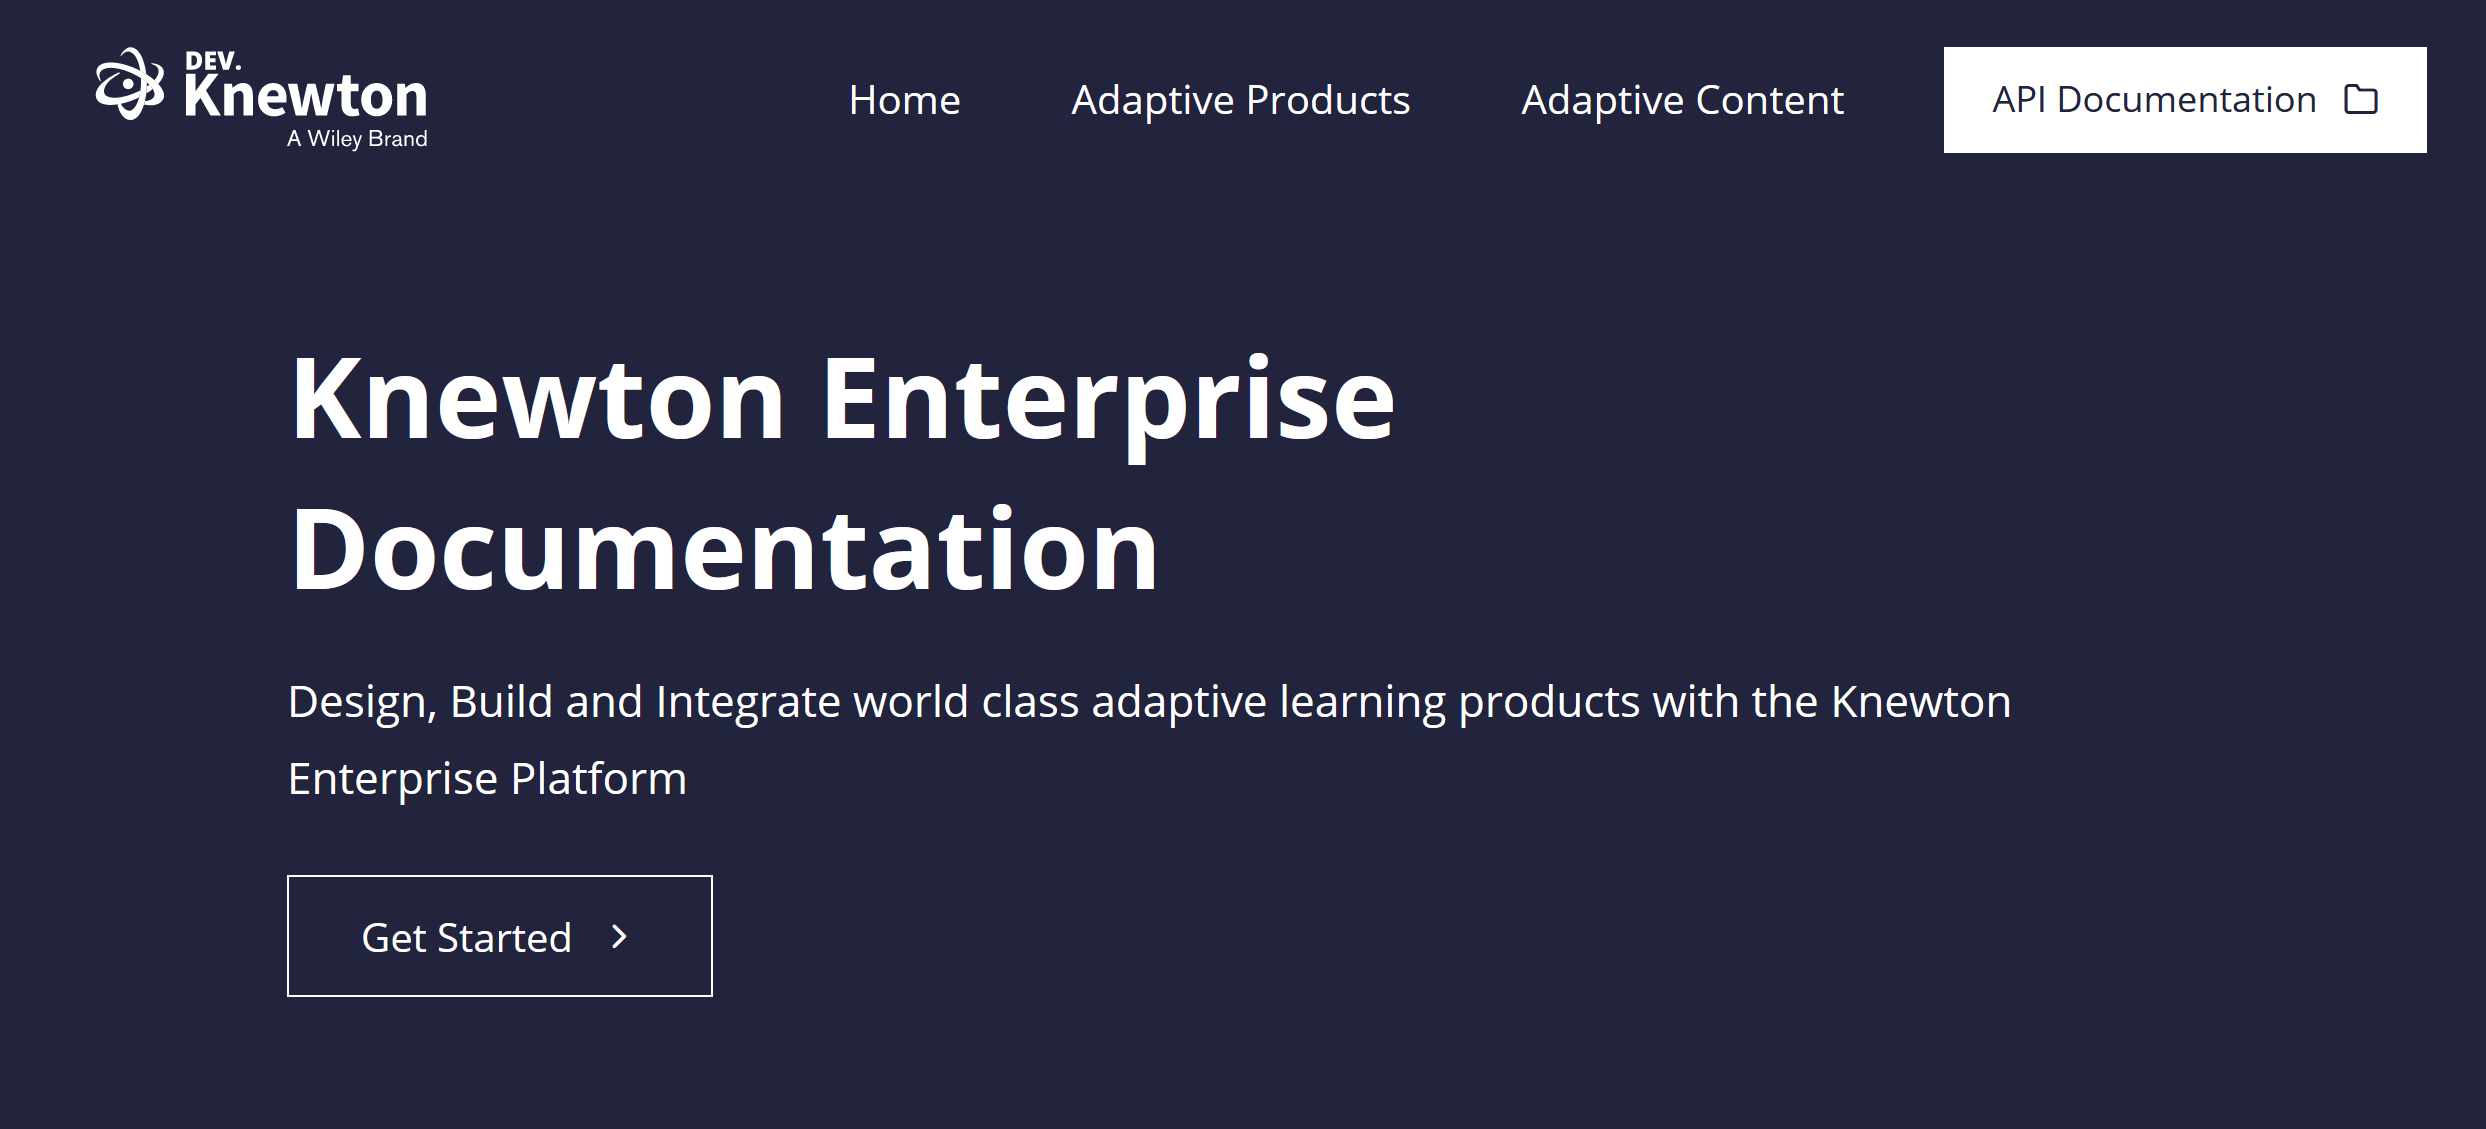 DEV.
Knewton
A Wiley Brand
Home
Adaptive Products
Adaptive Content
API Documentation
Knewton Enterprise
Documentation
Design, Build and Integrate world class adaptive learning products with the Knewton
Enterprise Platform
Get Started